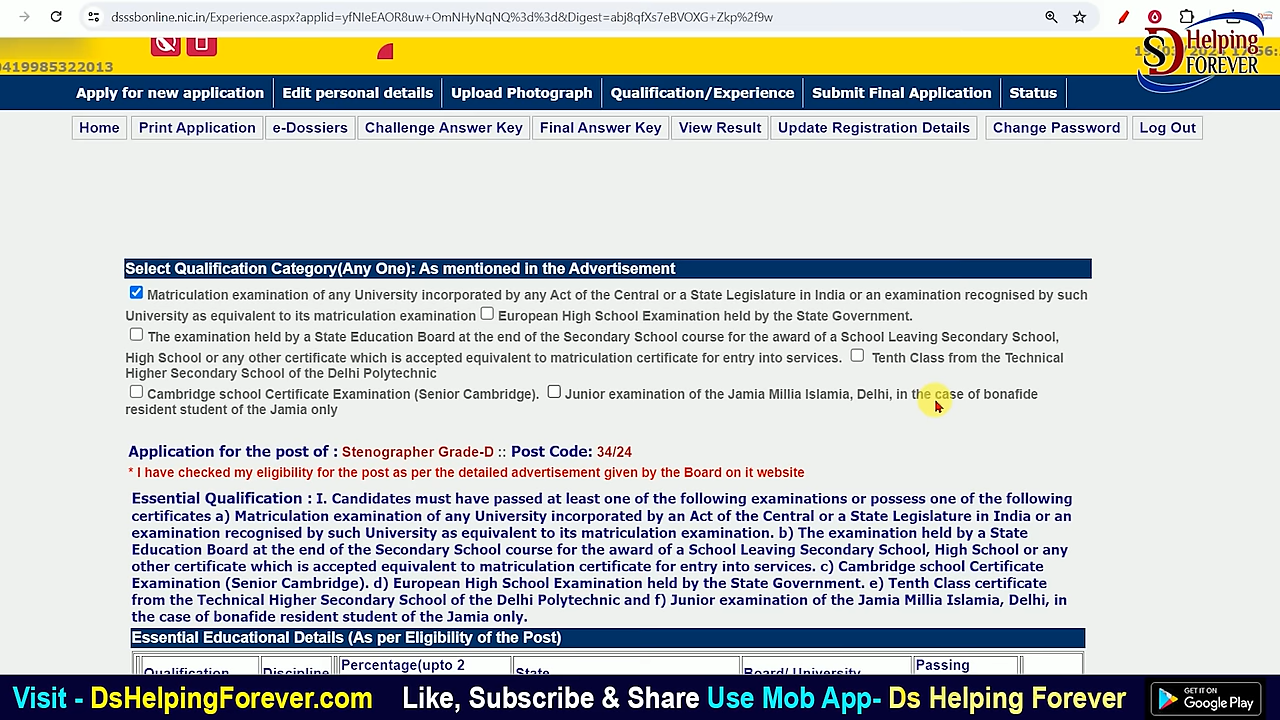 dsssbonline.nic.in/Experience.aspx?applid=yfNIeEAOR8uw+OmNHyNqNQ%3d%3d&Digest=abj8qfXs7eBVOXG+Zkp%2f9w
SD Helping
FOREVER
0419985322013
Apply for new application Edit personal details Upload Photograph Qualification/Experience Submit Final Application Status
Home Print Application e-Dossiers Challenge Answer Key Final Answer Key View Result Update Registration Details Change Password Log Out
Select Qualification Category(Any One): As mentioned in the Advertisement
Matriculation examination of any University incorporated by any Act of the Central or a State Legislature in India or an examination recognised by such
University as equivalent to its matriculation examination European High School Examination held by the State Government.
The examination held by a State Education Board at the end of the Secondary School course for the award of a School Leaving Secondary School,
High School or any other certificate which is accepted equivalent to matriculation certificate for entry into services. Tenth Class from the Technical
Higher Secondary School of the Delhi Polytechnic
Cambridge school Certificate Examination (Senior Cambridge). Junior examination of the Jamia Millia Islamia, Delhi, in the case of bonafide
resident student of the Jamia only
Application for the post of : Stenographer Grade-D :: Post Code: 34/24
* I have checked my eligibility for the post as per the detailed advertisement given by the Board on it website
Essential Qualification : I. Candidates must have passed at least one of the following examinations or possess one of the following
certificates a) Matriculation examination of any University incorporated by an Act of the Central or a State Legislature in India or an
examination recognised by such University as equivalent to its matriculation examination. b) The examination held by a State
Education Board at the end of the Secondary School course for the award of a School Leaving Secondary School, High School or any
other certificate which is accepted equivalent to matriculation certificate for entry into services. c) Cambridge school Certificate
Examination (Senior Cambridge). d) European High School Examination held by the State Government. e) Tenth Class certificate
from the Technical Higher Secondary School of the Delhi Polytechnic and f) Junior examination of the Jamia Millia Islamia, Delhi, in
the case of bonafide resident student of the Jamia only.
Essential Educational Details (As per Eligibility of the Post)
Qualification Discipline Percentage(upto 2 State Board/ University Passing
Visit - DsHelpingForever.com Like, Subscribe & Share Use Mob App- Ds Helping Forever GET IT ON Google Play